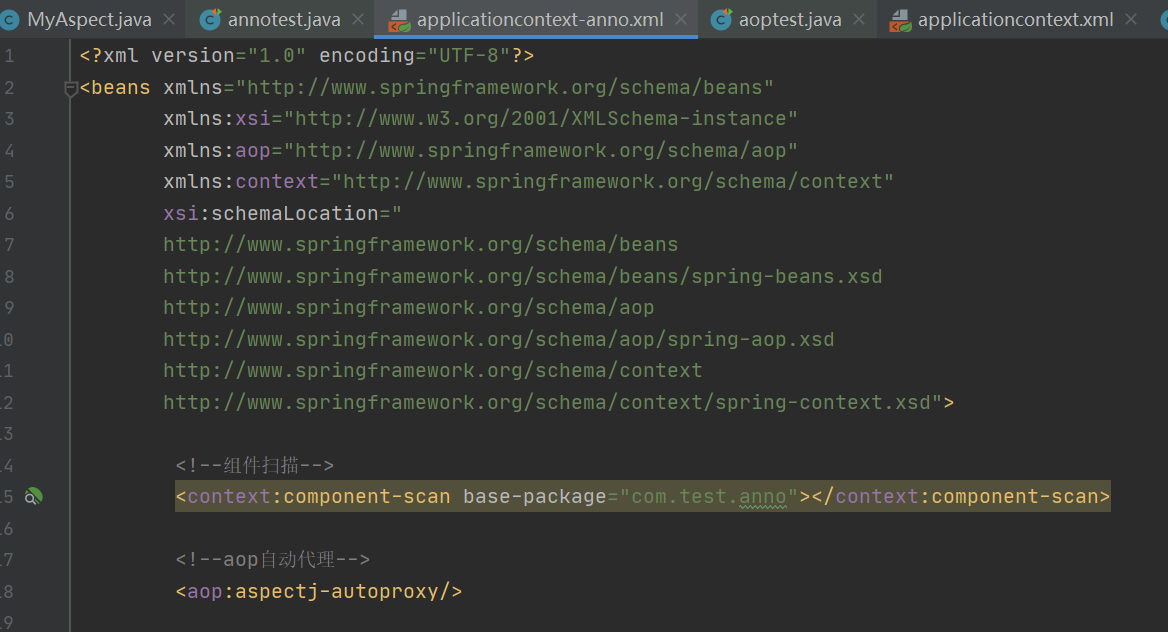 MyAspect.java annotest.java applicationcontext-anno.xml aoptest.java applicationcontext.xml
1 <?xml version="1.0" encoding="UTF-8"?>
2 <beans xmlns="http://www.springframework.org/schema/beans"
3 xmlns:xsi="http://www.w3.org/2001/XMLSchema-instance"
4 xmlns:aop="http://www.springframework.org/schema/aop"
5 xmlns:context="http://www.springframework.org/schema/context"
6 xsi:schemaLocation="
7 http://www.springframework.org/schema/beans
8 http://www.springframework.org/schema/beans/spring-beans.xsd
9 http://www.springframework.org/schema/aop
0 http://www.springframework.org/schema/aop/spring-aop.xsd
1 http://www.springframework.org/schema/context
2 http://www.springframework.org/schema/context/spring-context.xsd">
3
4 <!--组件扫描-->
5 <context:component-scan base-package="com.test.anno"></context:component-scan>
6
7 <!--aop自动代理-->
8 <aop:aspectj-autoproxy/>
9